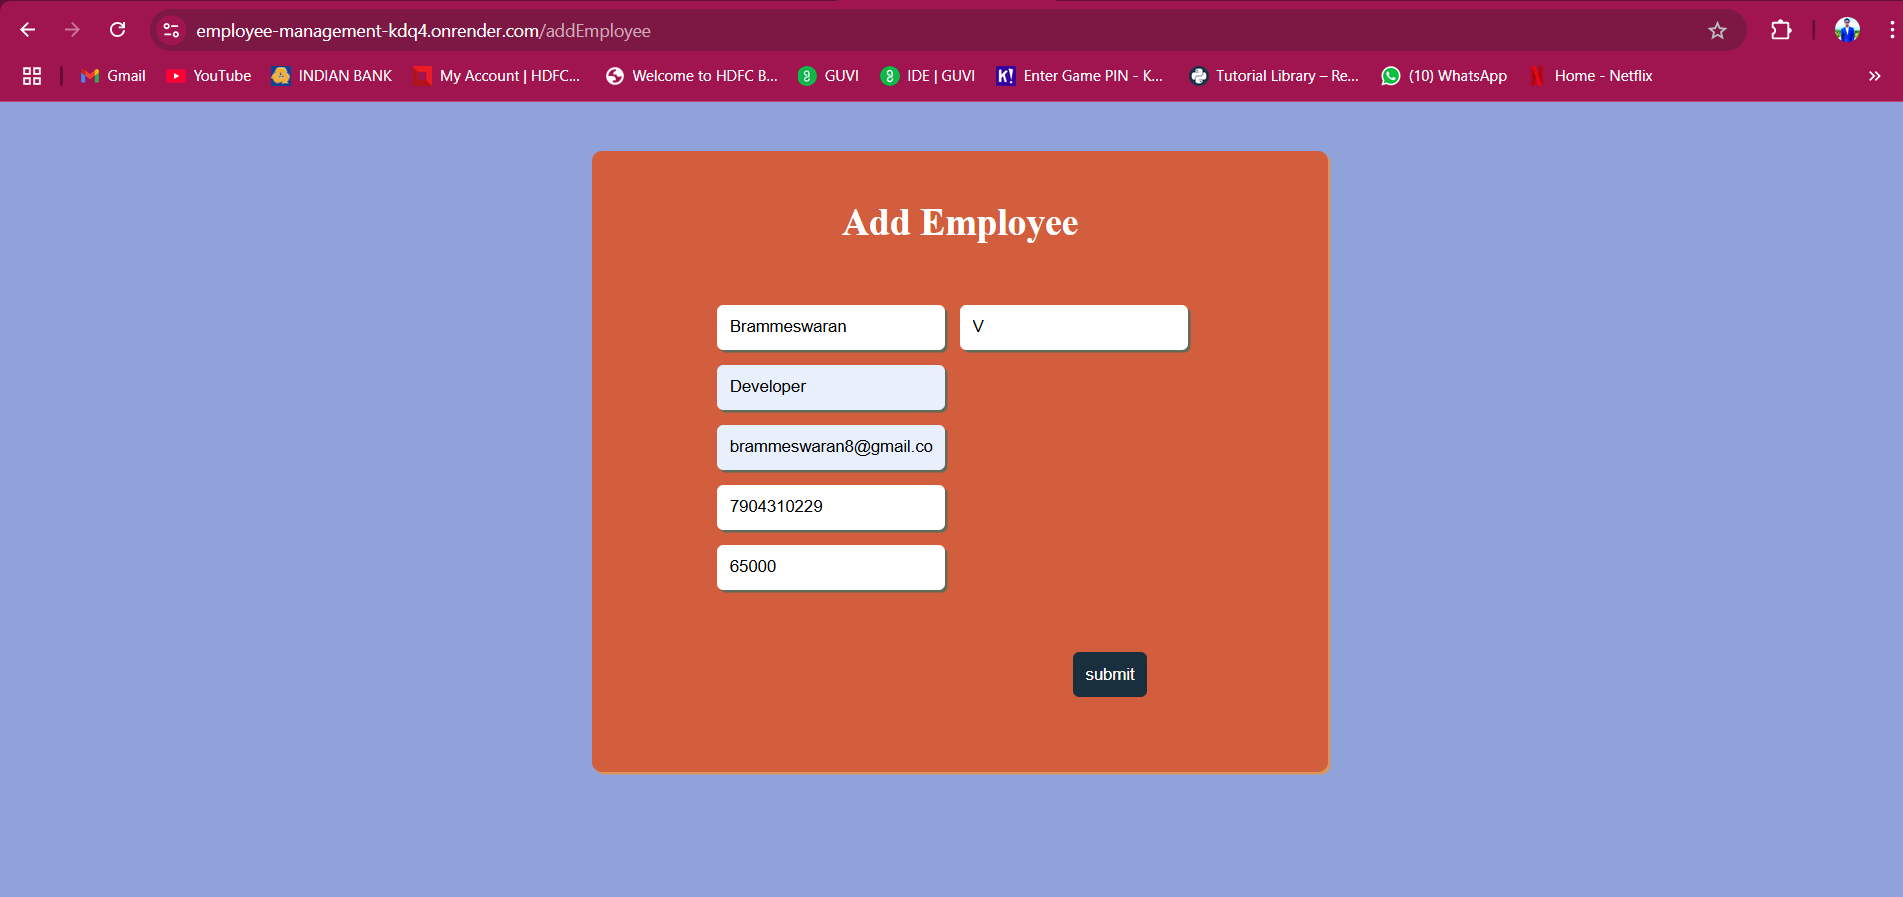 employee-management-kdq4.onrender.com/addEmployee
Gmail YouTube INDIAN BANK My Account | HDFC... Welcome to HDFC B... GUVI IDE | GUVI K! Enter Game PIN - K... Tutorial Library – Re... (10) WhatsApp Home - Netflix
Add Employee
Brammeswaran V
Developer
brammeswaran8@gmail.co
7904310229
65000
submit